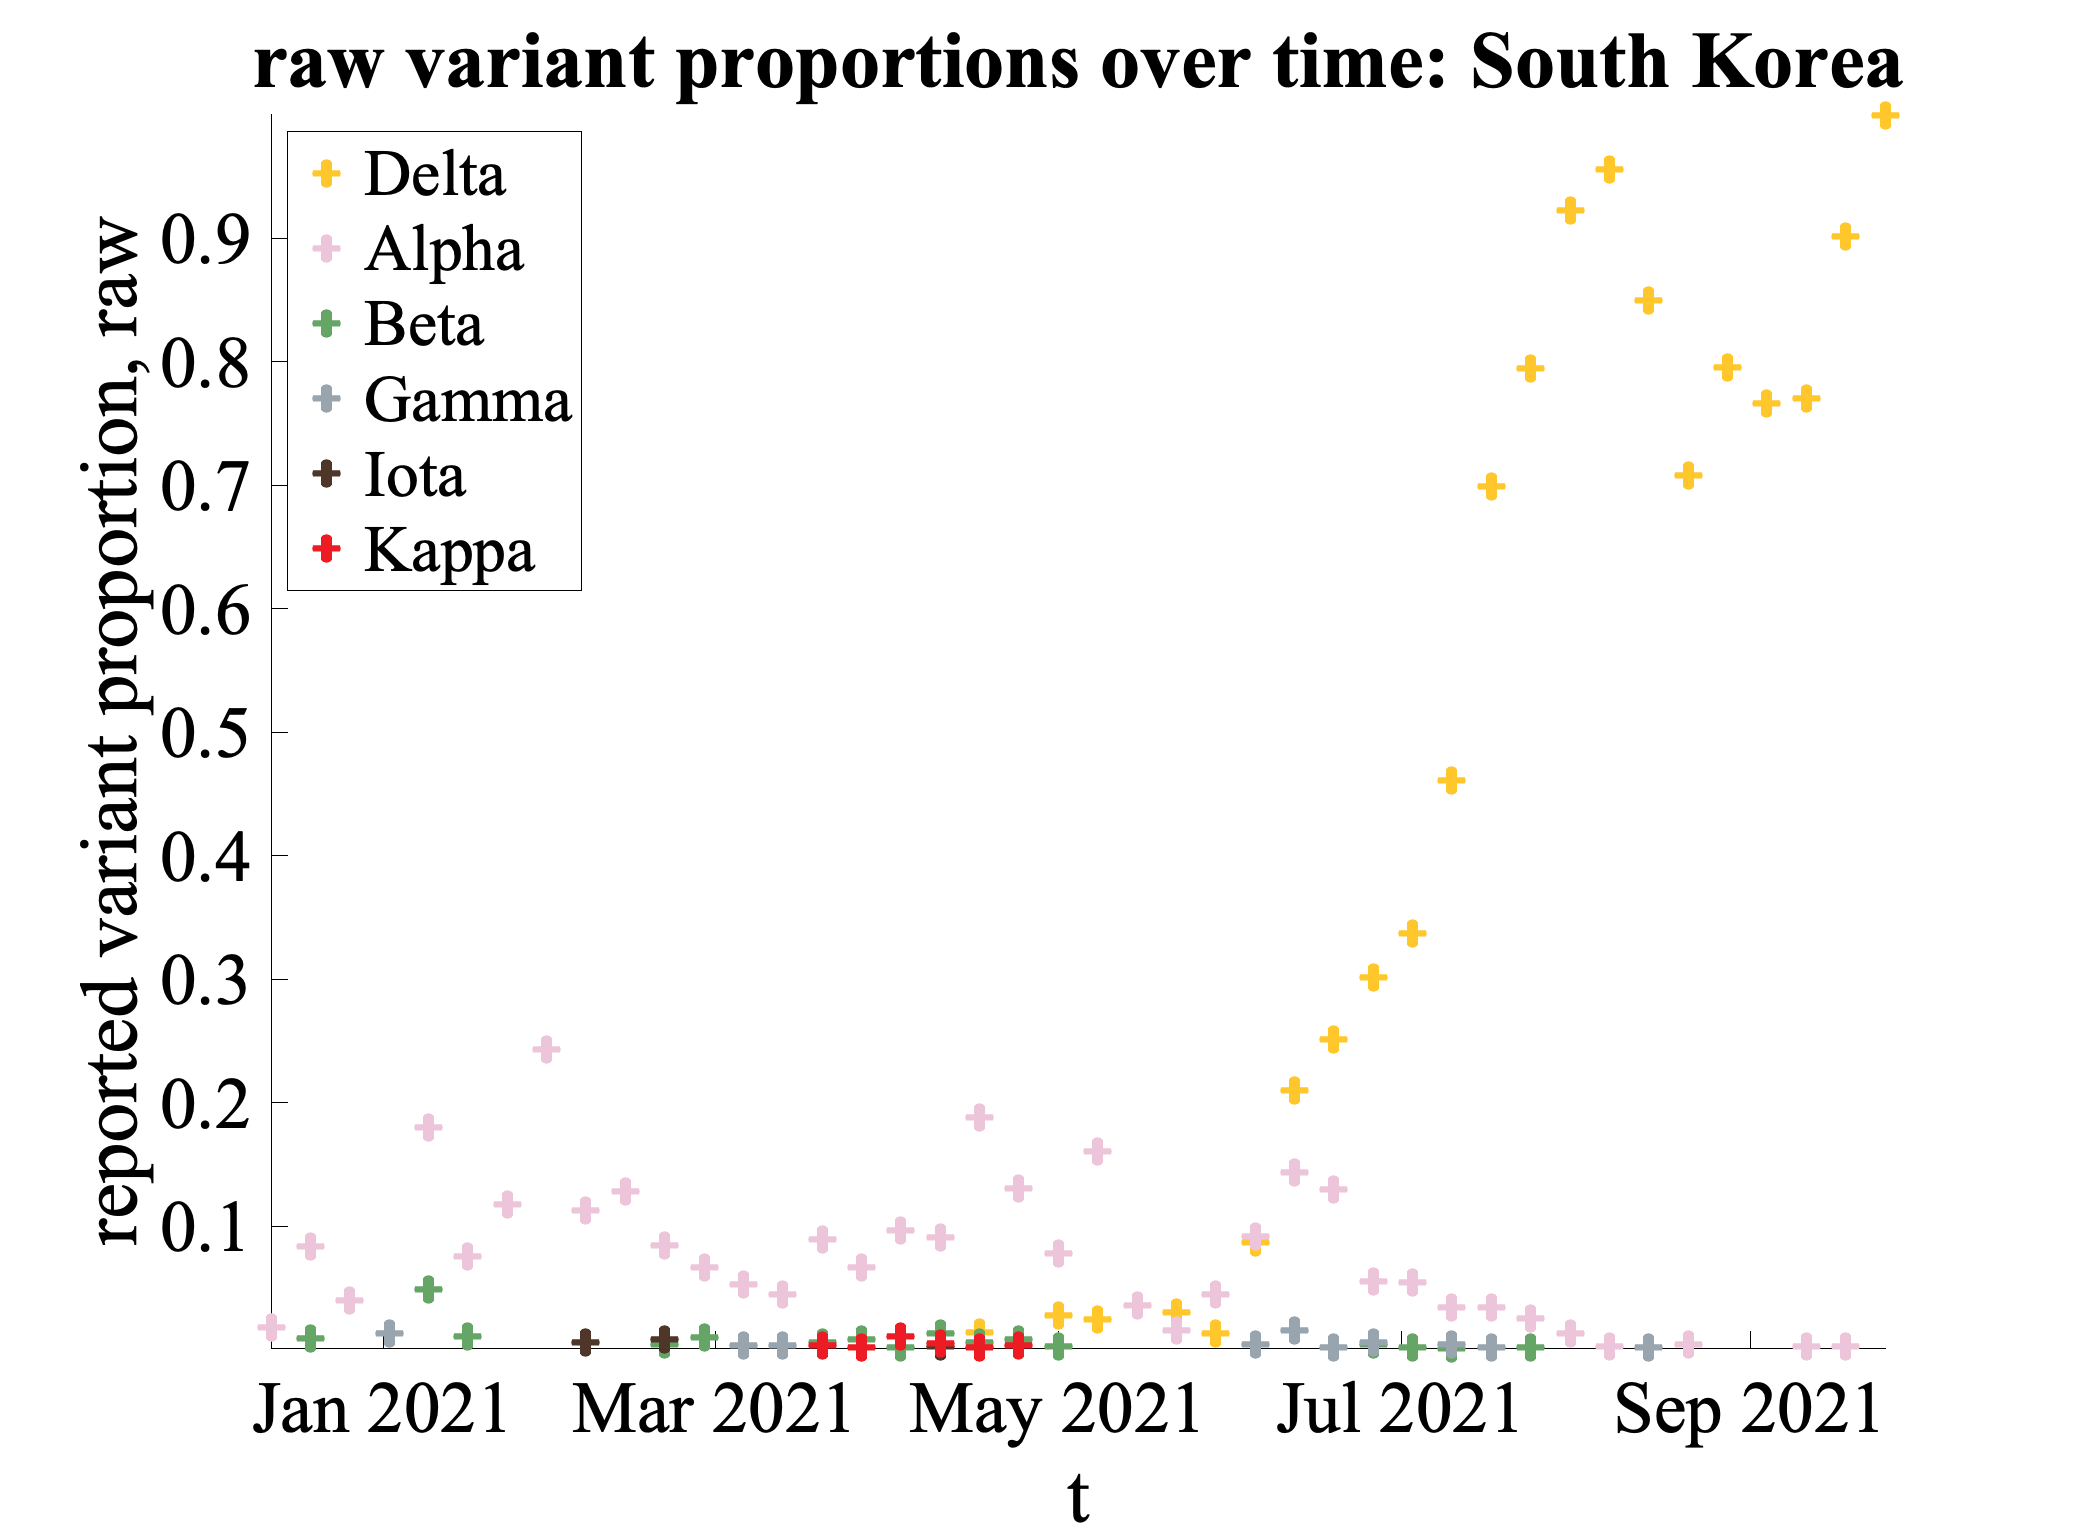 raw variant proportions over time: South Korea
Delta
Alpha
Beta
Gamma
Iota
Kappa
reported variant proportion, raw
0.9
0.8
0.7
0.6
0.5
0.4
0.3
0.2
0.1
Jan 2021 Mar 2021 May 2021 Jul 2021 Sep 2021
t